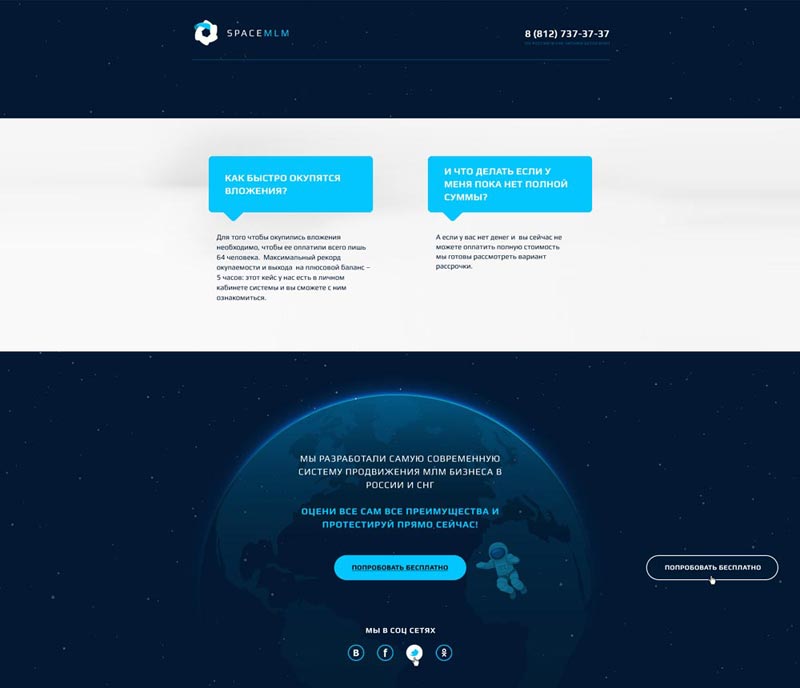 SPACEMLM
8 (812) 737-37-37
КАК БЫСТРО ОКУПЯТСЯ
ВЛОЖЕНИЯ?
Для того чтобы окупились вложения
необходимо, чтобы ее оплатили всего лишь
64 человека. Максимальный рекорд
окупаемости и выхода на плюсовой баланс –
5 часов: этот кейс у нас есть в личном
кабинете системы и вы сможете с ним
ознакомиться.
И ЧТО ДЕЛАТЬ ЕСЛИ У
МЕНЯ ПОКА НЕТ ПОЛНОЙ
СУММЫ?
А если у вас нет денег и вы сейчас не
можете оплатить полную стоимость
мы готовы рассмотреть вариант
рассрочки.
МЫ РАЗРАБОТАЛИ САМУЮ СОВРЕМЕННУЮ
СИСТЕМУ ПРОДВИЖЕНИЯ МЛМ БИЗНЕСА В
РОССИИ И СНГ
ОЦЕНИ ВСЕ САМ ВСЕ ПРЕИМУЩЕСТВА И
ПРОТЕСТИРУЙ ПРЯМО СЕЙЧАС!
ПОПРОБОВАТЬ БЕСПЛАТНО
ПОПРОБОВАТЬ БЕСПЛАТНО
МЫ В СОЦ СЕТЯХ